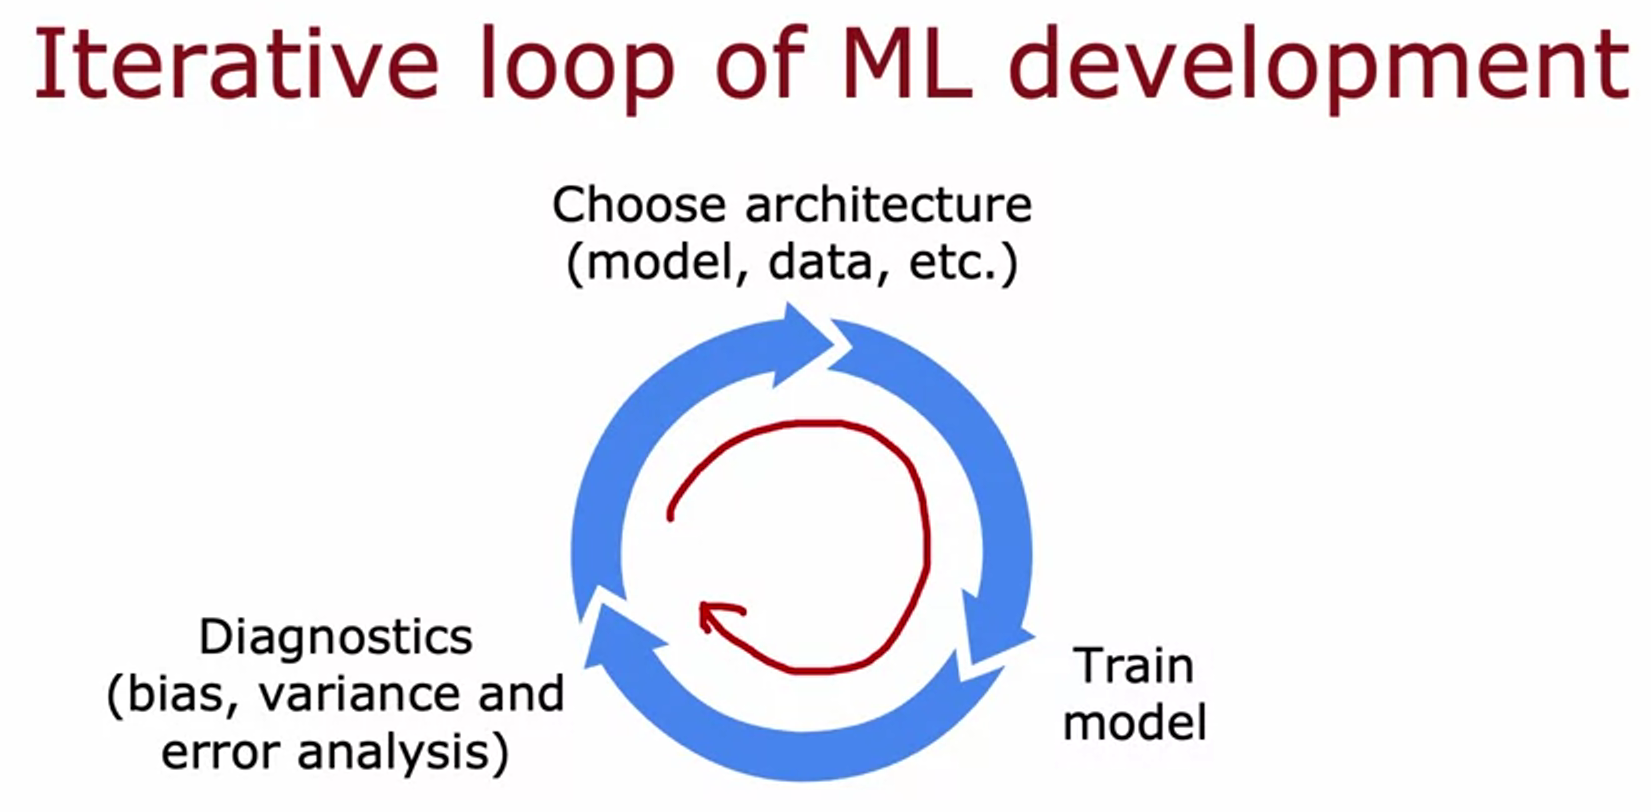 Iterative loop of ML development
Choose architecture
(model, data, etc.)
Train
model
Diagnostics
(bias, variance and
error analysis)